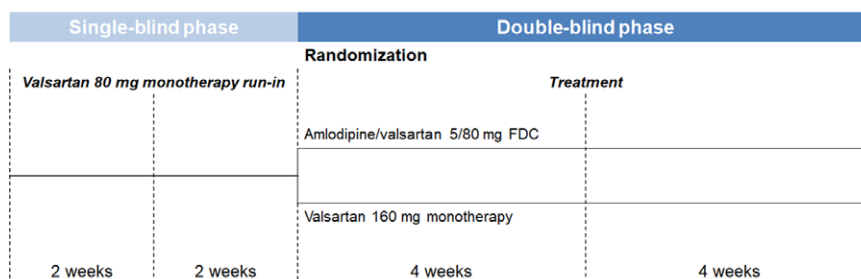 Single-blind phase
Double-blind phase
Randomization
Valsartan 80 mg monotherapy run-in
Treatment
Amlodipine/valsartan 5/80 mg FDC
Valsartan 160 mg monotherapy
2 weeks
2 weeks
4 weeks
4 weeks